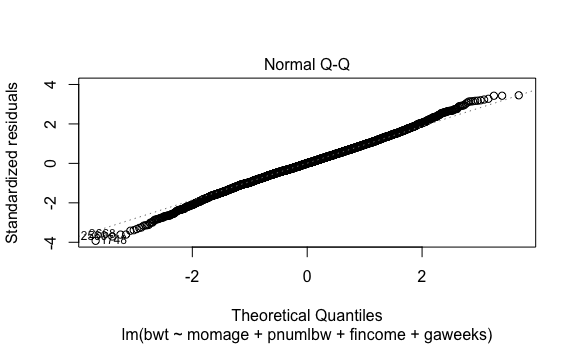 Normal Q-Q
Standardized residuals
4
2
0
-2
-4
1748
-2
0
2
Theoretical Quantiles
lm(bwt ~ momage + pnumlbw + fincome + gaweeks)